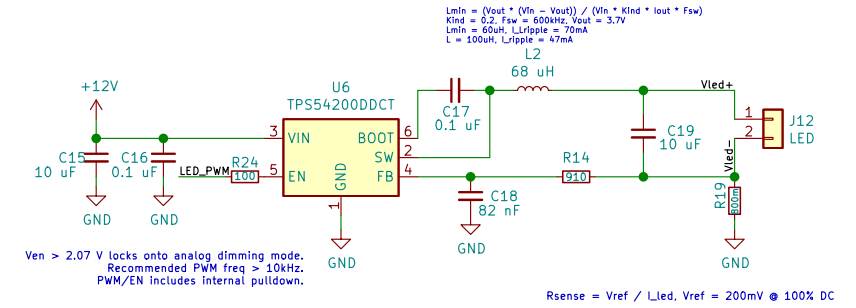 Lmin = (Vout * (Vin - Vout)) / (Vin * Kind * Iout * Fsw)
Kind = 0.2, Fsw = 600kHz, Vout = 3.7V
Lmin = 60uH, I_Lripple = 70mA
L = 100uH, I_ripple = 47mA
L2
68 uH
+12V
U6
TPS54200DDCT
C17
0.1 uF
Vled+
J12
LED
1
2
3
VIN
BOOT
6
SW
2
C15
10 uF
C16
0.1 uF
C19
10 uF
Vled-
LED_PWM
R24
100
5
EN
GND
FB
4
R14
910
1
C18
82 nF
R19
800m
GND
GND
GND
GND
GND
Ven > 2.07 V locks onto analog dimming mode.
Recommended PWM freq > 10kHz.
PWM/EN includes internal pulldown.
Rsense = Vref / I_led, Vref = 200mV @ 100% DC